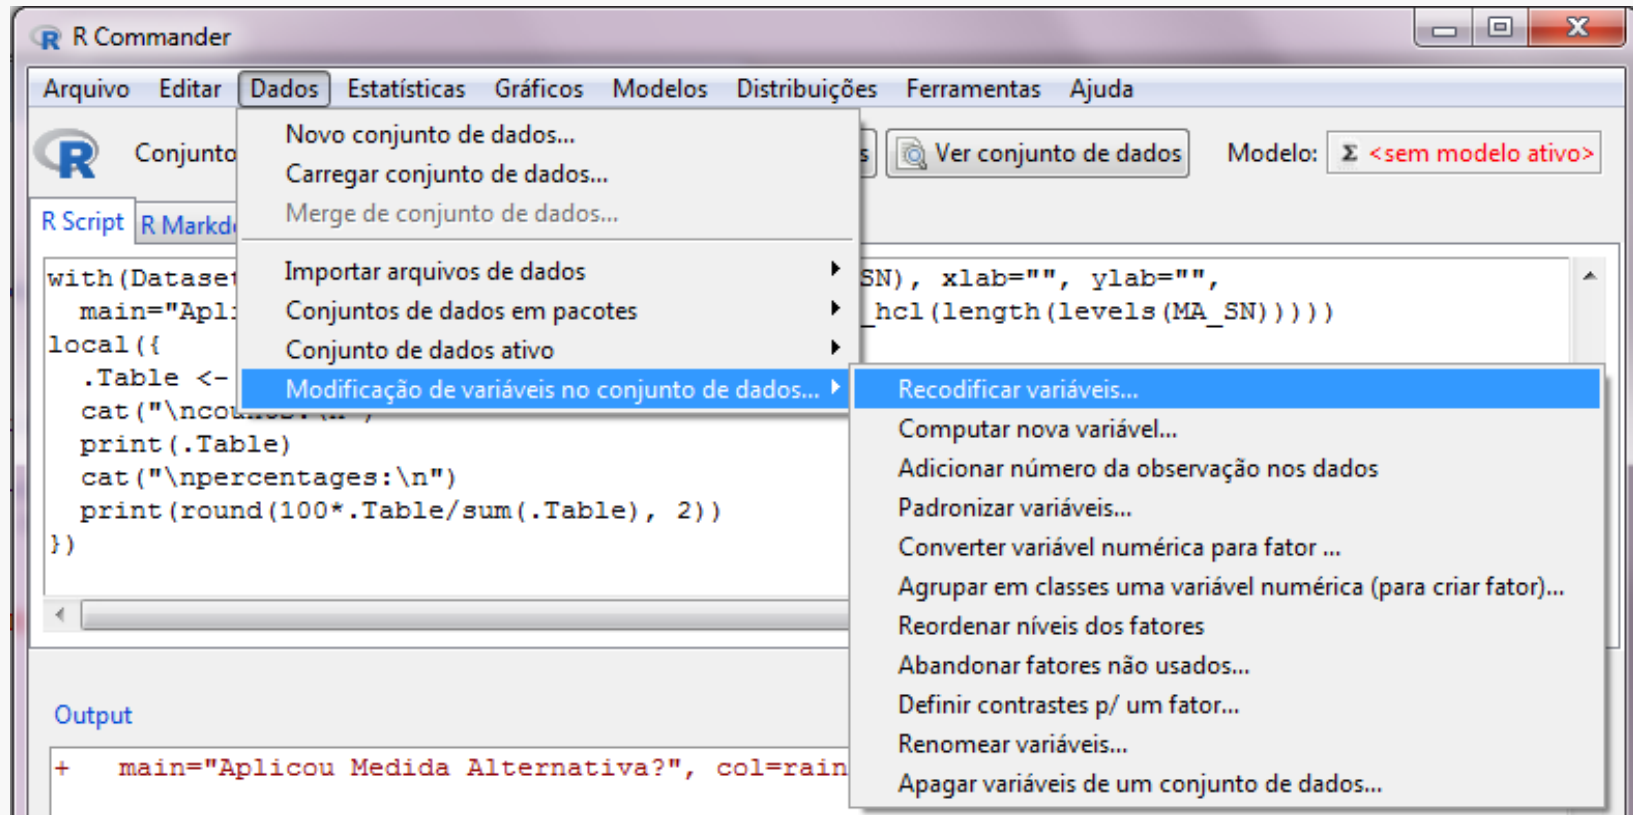 R Commander
Arquivo Editar Dados Estatísticas Gráficos Modelos Distribuições Ferramentas Ajuda
Conjunto
Ver conjunto de dados
Modelo: Σ <sem modelo ativo>
Novo conjunto de dados...
Carregar conjunto de dados...
Merge de conjunto de dados...
Importar arquivos de dados
Conjuntos de dados em pacotes
Conjunto de dados ativo
Modificação de variáveis no conjunto de dados...
Recodificar variáveis...
Computar nova variável...
Adicionar número da observação nos dados
Padronizar variáveis...
Converter variável numérica para fator ...
Agrupar em classes uma variável numérica (para criar fator)...
Reordenar níveis dos fatores
Abandonar fatores não usados...
Definir contrastes p/ um fator...
Renomear variáveis...
Apagar variáveis de um conjunto de dados...
R Script R Markd
with(Dataset SN), xlab="", ylab="",
main="Apli _hcl(length(levels(MA_SN)))))
local({
.Table <-
cat("\ncou
print(.Table)
cat("\npercentages:\n")
print(round(100*.Table/sum(.Table), 2))
})
Output
+ main="Aplicou Medida Alternativa?", col=rain